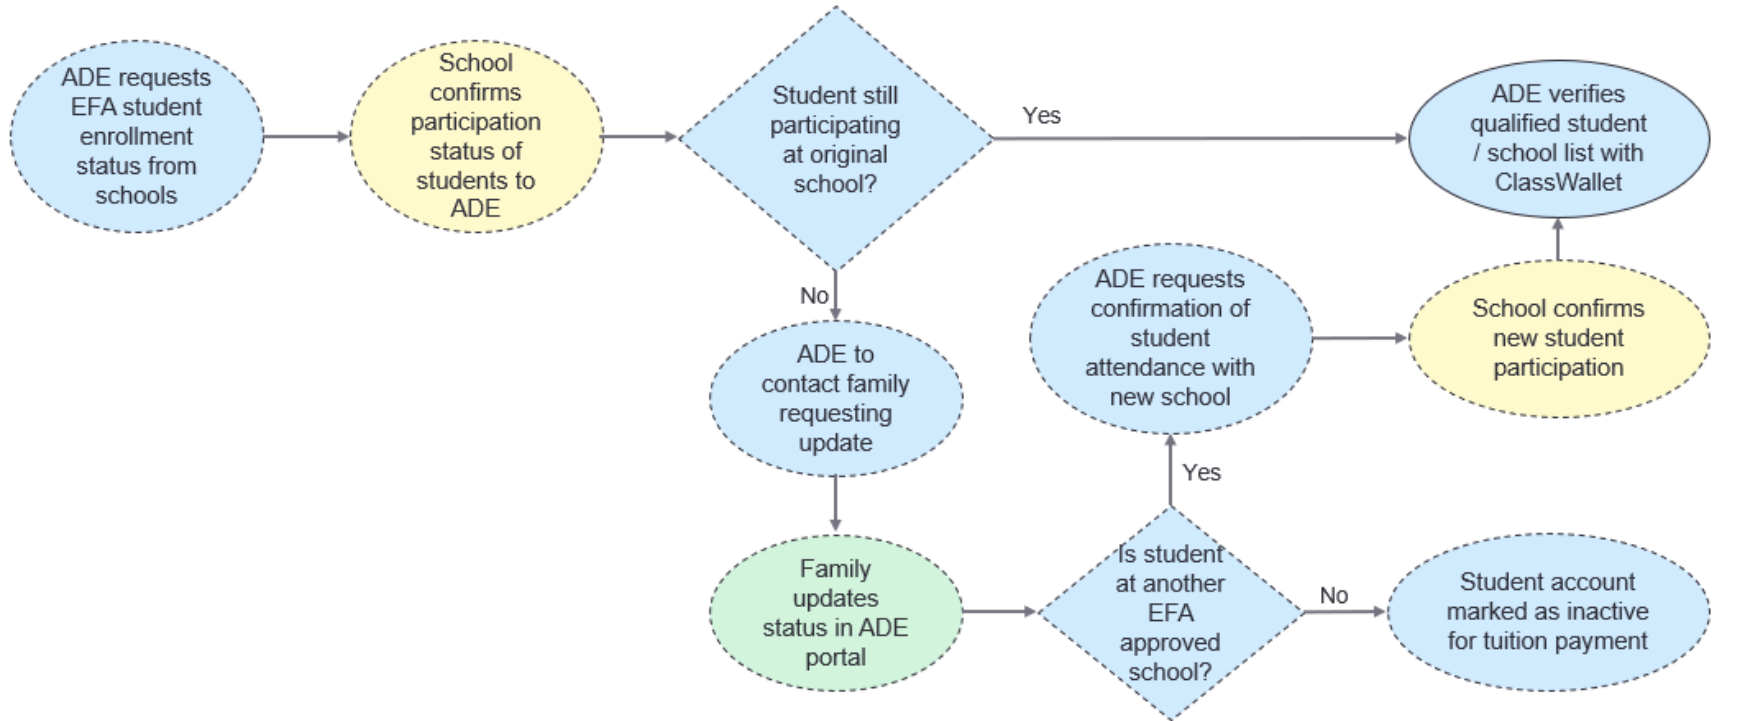 ADE requests
EFA student
enrollment
status from
schools
School
confirms
participation
status of
students to
ADE
Student still
participating
at original
school?
Yes
ADE verifies
qualified student
/ school list with
ClassWallet
No
ADE to
contact family
requesting
update
ADE requests
confirmation of
student
attendance with
new school
School confirms
new student
participation
Yes
Family
updates
status in ADE
portal
Is student
at another
EFA
approved
school?
No
Student account
marked as inactive
for tuition payment